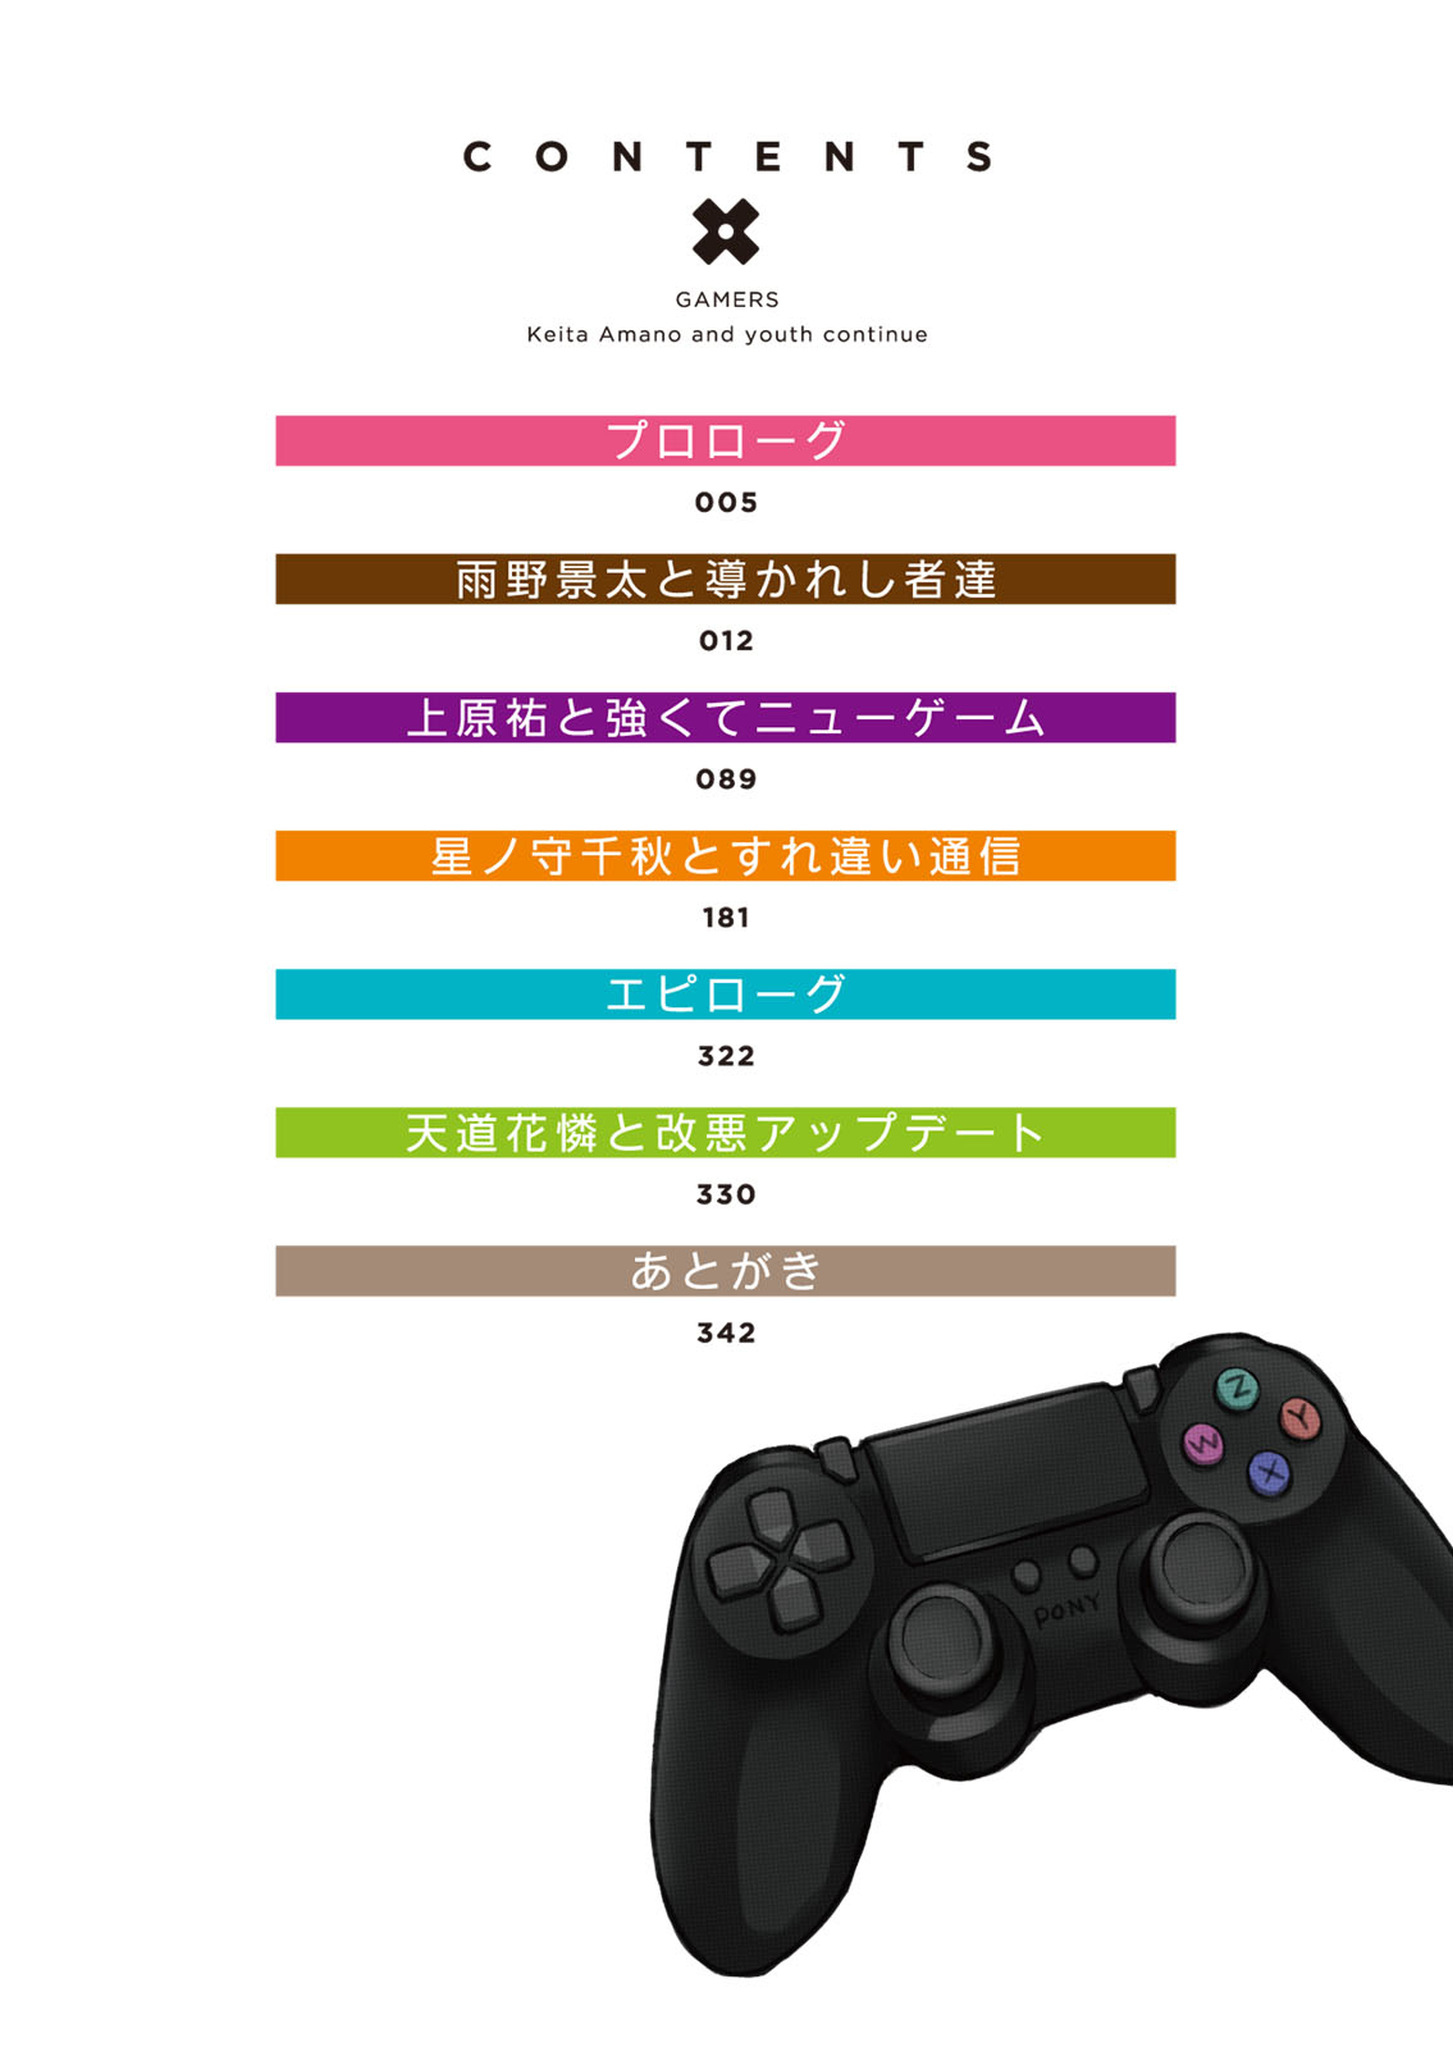 CONTENTS
GAMERS
Keita Amano and youth continue
プロローグ
005
雨野景太と導かれし者達
012
上原祐と強くてニューゲーム
089
星ノ守千秋とすれ違い通信
181
エピローグ
322
天道花憐と改悪アップデート
330
あとがき
342
Z
Y
W
X
PONY